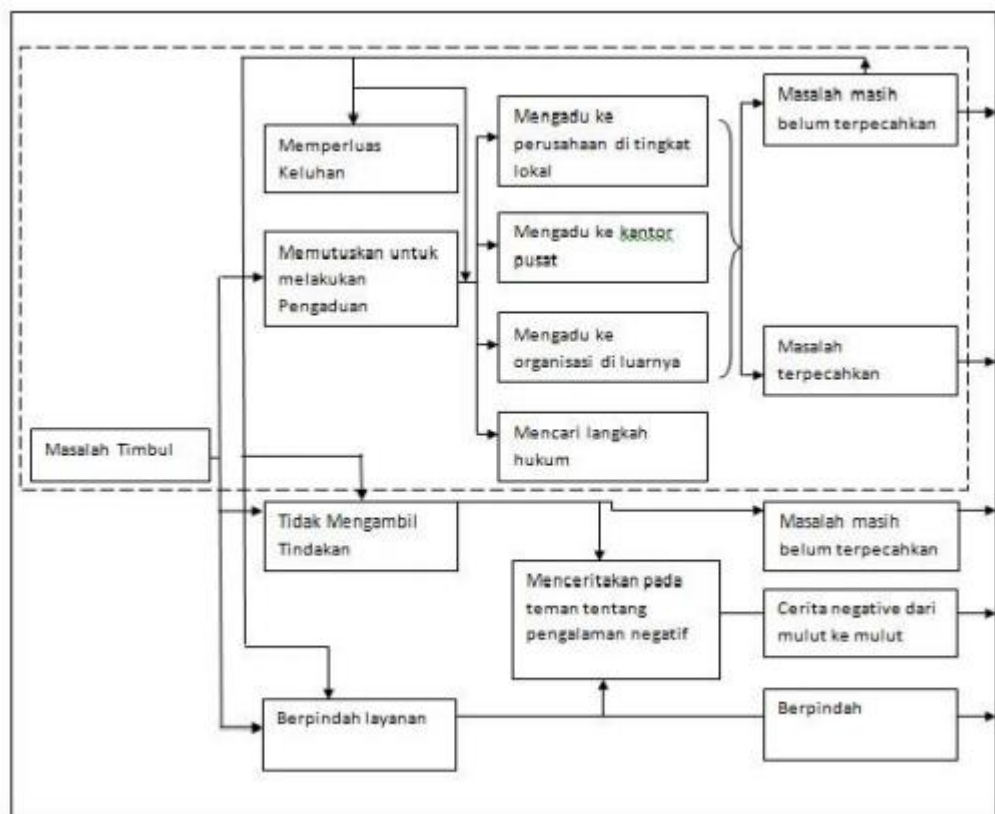 Memperluas
Keluhan
Mengadu ke
perusahaan di tingkat
lokal
Masalah masih
belum terpecahkan
Memutuskan untuk
melakukan
Pengaduan
Mengadu ke kantor
pusat
Mengadu ke
organisasi di luarnya
Masalah
terpecahkan
Masalah Timbul
Mencari langkah
hukum
Tidak Mengambil
Tindakan
Masalah masih
belum terpecahkan
Menceritakan pada
teman tentang
pengalaman negatif
Cerita negative dari
mulut ke mulut
Berpindah layanan
Berpindah